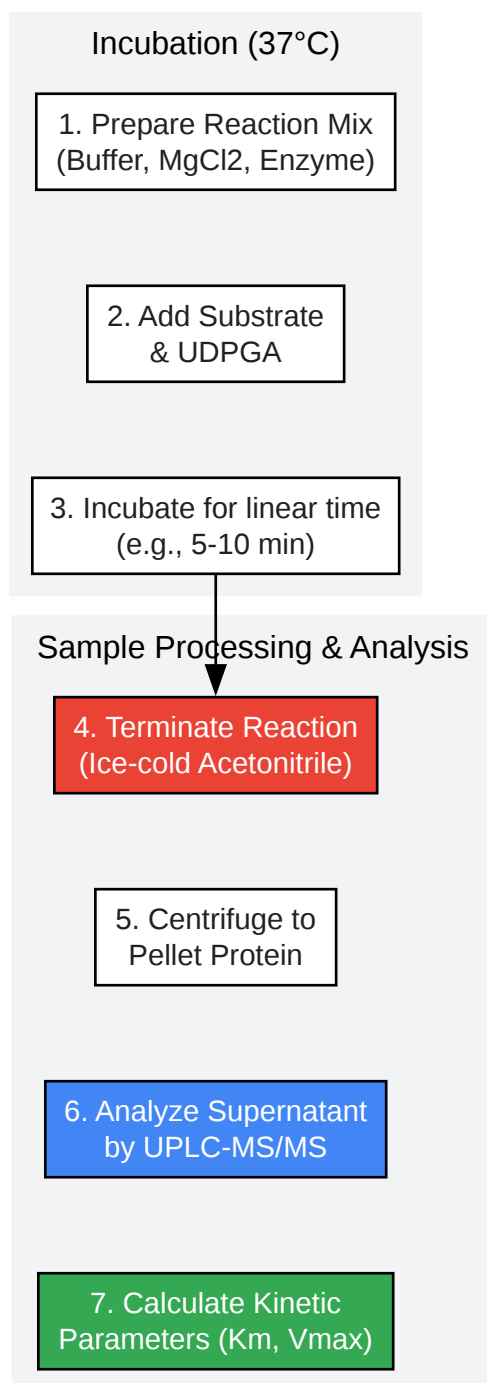 Incubation (37°C)
1. Prepare Reaction Mix
(Buffer, MgCl2, Enzyme)
2. Add Substrate
& UDPGA
3. Incubate for linear time
(e.g., 5-10 min)
Sample Processing & Analysis
4. Terminate Reaction
(Ice-cold Acetonitrile)
5. Centrifuge to
Pellet Protein
6. Analyze Supernatant
by UPLC-MS/MS
7. Calculate Kinetic
Parameters (Km, Vmax)